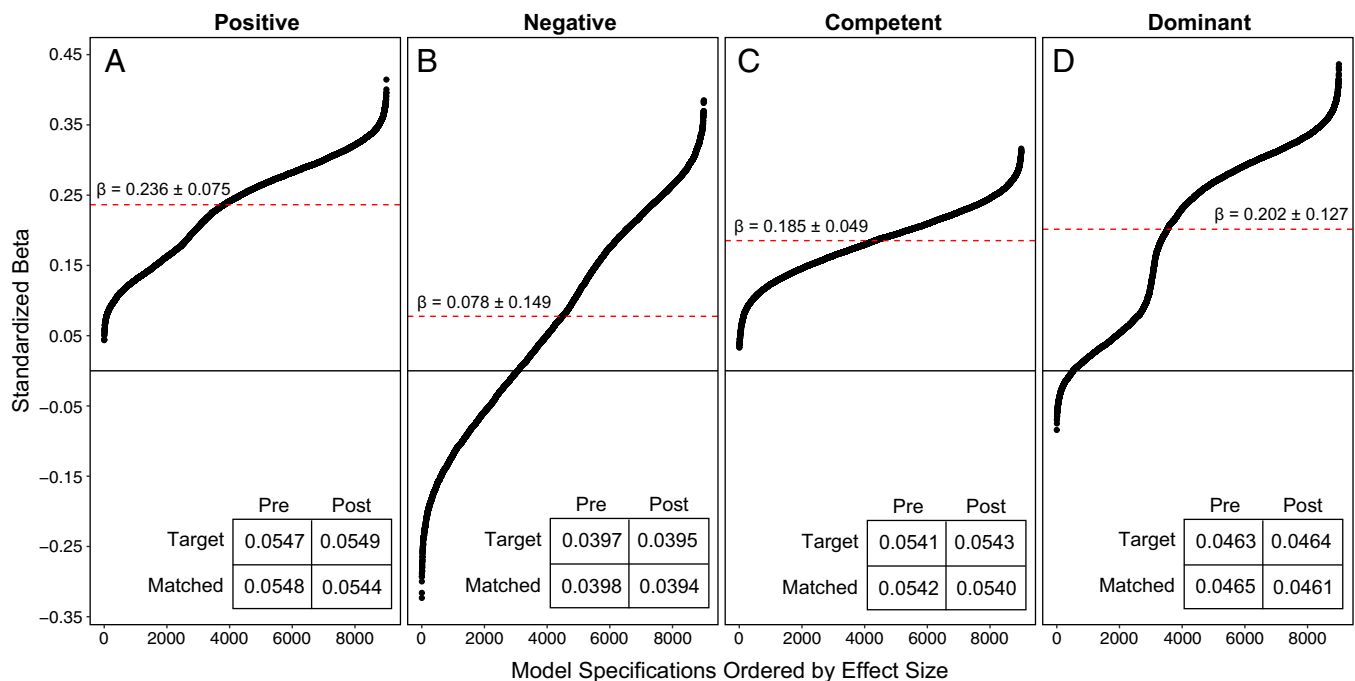 Positive
Negative
Competent
Dominant
A
B
C
D
0.45
0.35
0.25
0.15
0.05
−0.05
−0.15
−0.25
−0.35
Standardized Beta
β = 0.236 ± 0.075
β = 0.078 ± 0.149
β = 0.185 ± 0.049
β = 0.202 ± 0.127
Pre Post
Target 0.0547 0.0549
Matched 0.0548 0.0544
Pre Post
Target 0.0397 0.0395
Matched 0.0398 0.0394
Pre Post
Target 0.0541 0.0543
Matched 0.0542 0.0540
Pre Post
Target 0.0463 0.0464
Matched 0.0465 0.0461
0 2000 4000 6000 8000
0 2000 4000 6000 8000
0 2000 4000 6000 8000
0 2000 4000 6000 8000
Model Specifications Ordered by Effect Size